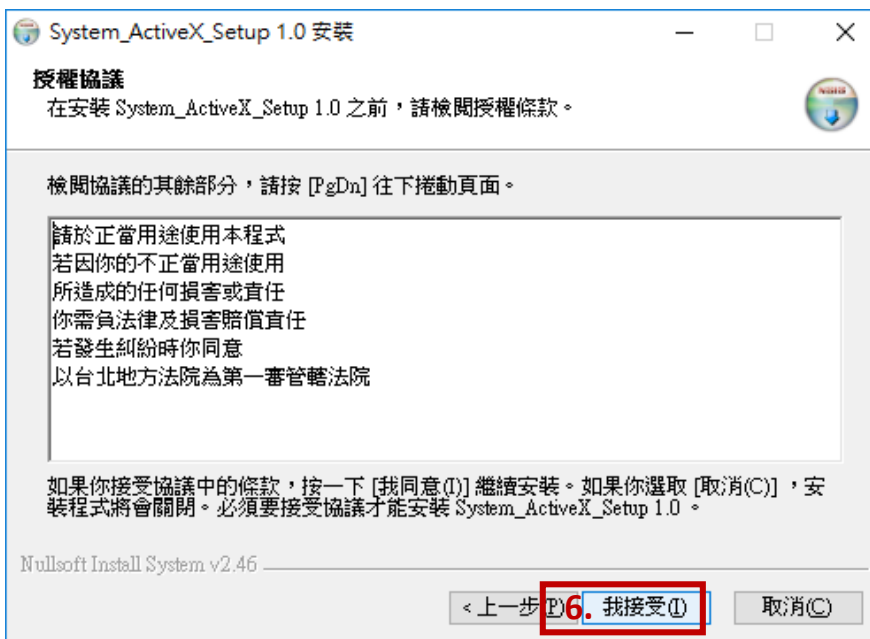 System_ActiveX_Setup 1.0 安裝
授權協議
在安裝 System_ActiveX_Setup 1.0 之前，請檢閱授權條款。
檢閱協議的其餘部分，請按 [PgDn] 往下捲動頁面。
請於正當用途使用本程式
若因你的不正當用途使用
所造成的任何損害或責任
你需負法律及損害賠償責任
若發生糾紛時你同意
以台北地方法院為第一審管轄法院
如果你接受協議中的條款，按一下 [我同意(I)] 繼續安裝。如果你選取 [取消(C)] ，安
裝程式將會關閉。必須要接受協議才能安裝 System_ActiveX_Setup 1.0 。
Nullsoft Install System v2.46
< 上一步(P) 6. 我接受(I) 取消(C)